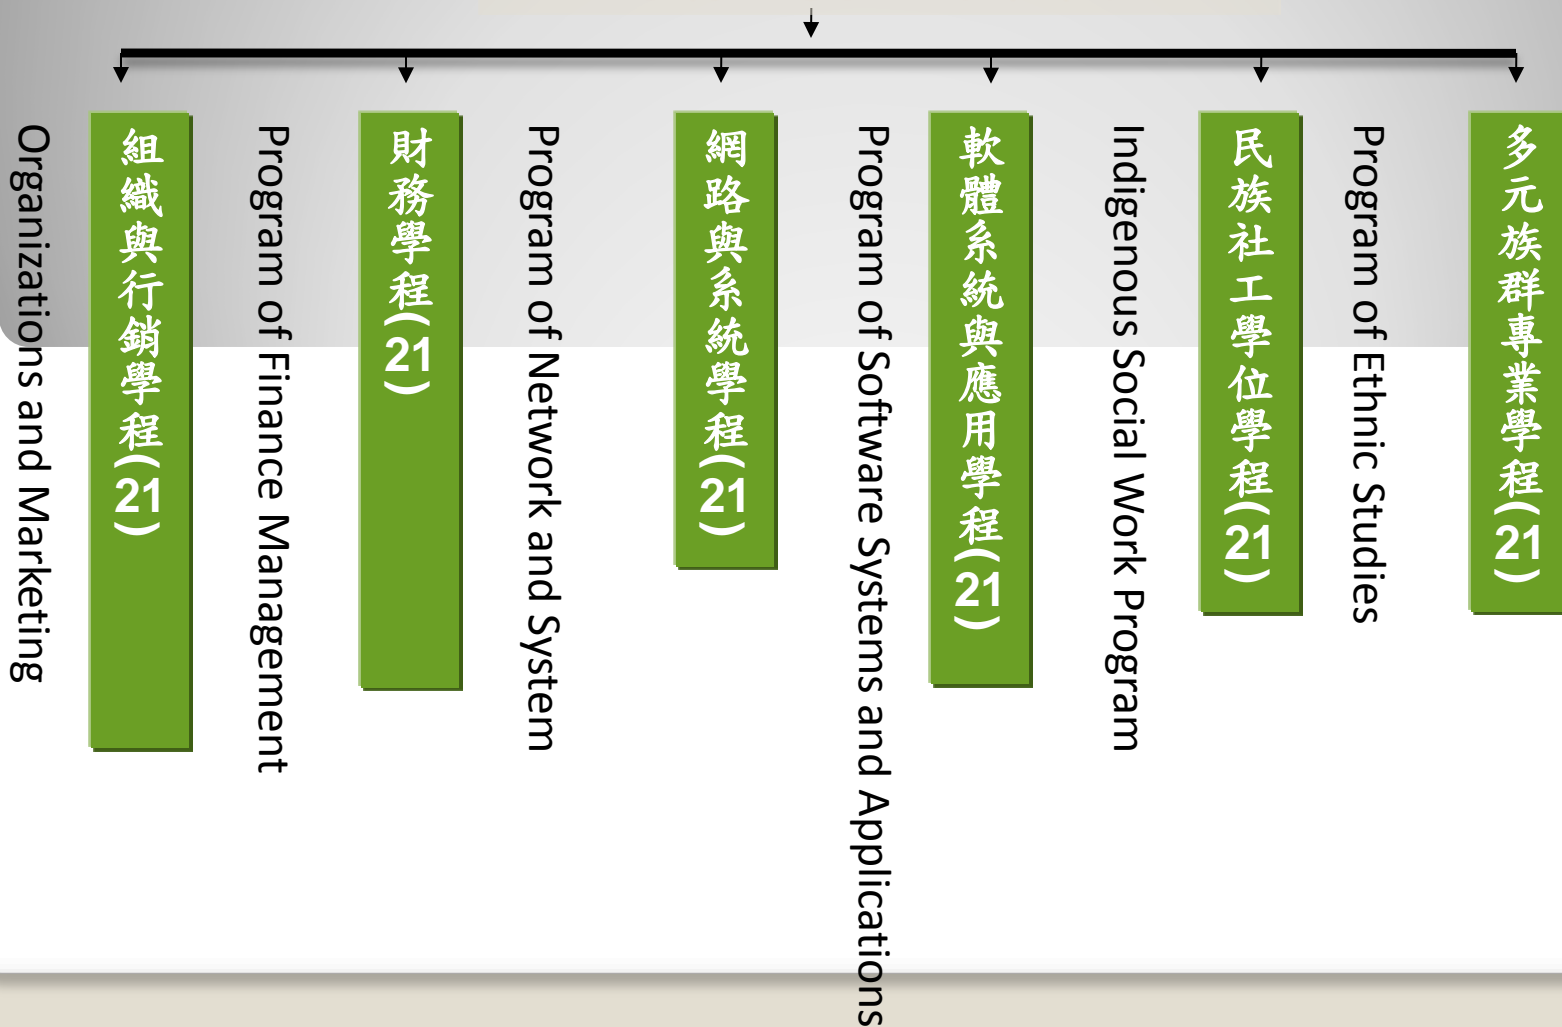 Organizations and Marketing
組織與行銷學程(21)
Program of Finance Management
財務學程(21)
Program of Network and System
網路與系統學程(21)
Program of Software Systems and Applications
軟體系統與應用學程(21)
Indigenous Social Work Program
民族社工學位學程(21)
Program of Ethnic Studies
多元族群專業學程(21)